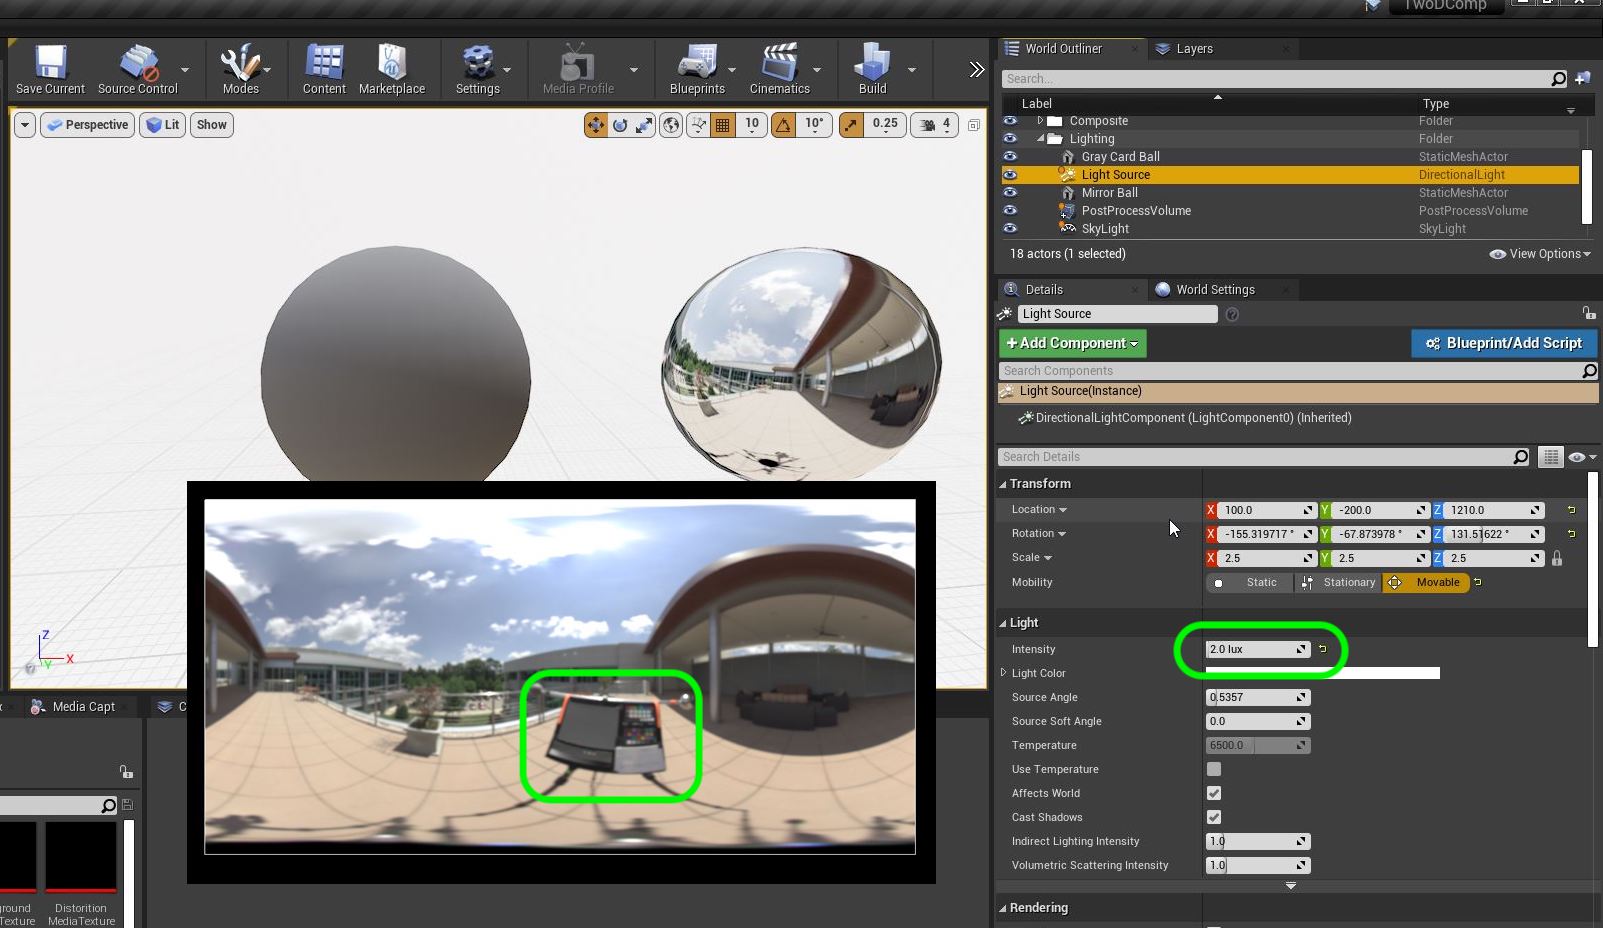 TwoDComp
Save Current
Source Control
Modes
Content
Marketplace
Settings
Media Profile
Blueprints
Cinematics
Build
Perspective
Lit
Show
10
10°
0.25
4
World Outliner
Layers
Search...
Label
Type
Composite
Folder
Lighting
Folder
Gray Card Ball
StaticMeshActor
Light Source
DirectionalLight
Mirror Ball
StaticMeshActor
PostProcessVolume
PostProcessVolume
SkyLight
SkyLight
18 actors (1 selected)
View Options
Details
World Settings
Light Source
+ Add Component
Blueprint/Add Script
Search Components
Light Source(Instance)
DirectionalLightComponent (LightComponent0) (Inherited)
Search Details
Transform
Location
X 100.0
Y -200.0
Z 1210.0
Rotation
X -155.319717 °
Y -67.873978 °
Z 131.51622 °
Scale
X 2.5
Y 2.5
Z 2.5
Mobility
Static
Stationary
Movable
Light
Intensity
2.0 lux
Light Color
Source Angle
0.5357
Source Soft Angle
0.0
Temperature
6500.0
Use Temperature
Affects World
Cast Shadows
Indirect Lighting Intensity
1.0
Volumetric Scattering Intensity
1.0
Rendering
Z
X
Y
Media Capt
C
round
Texture
Distortion
MediaTexture